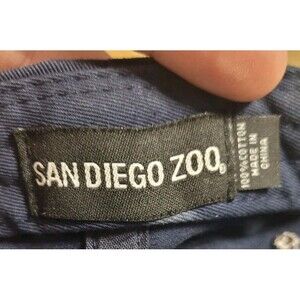 SAN DIEGO ZOO®
100% COTTON
MADE IN
CHINA